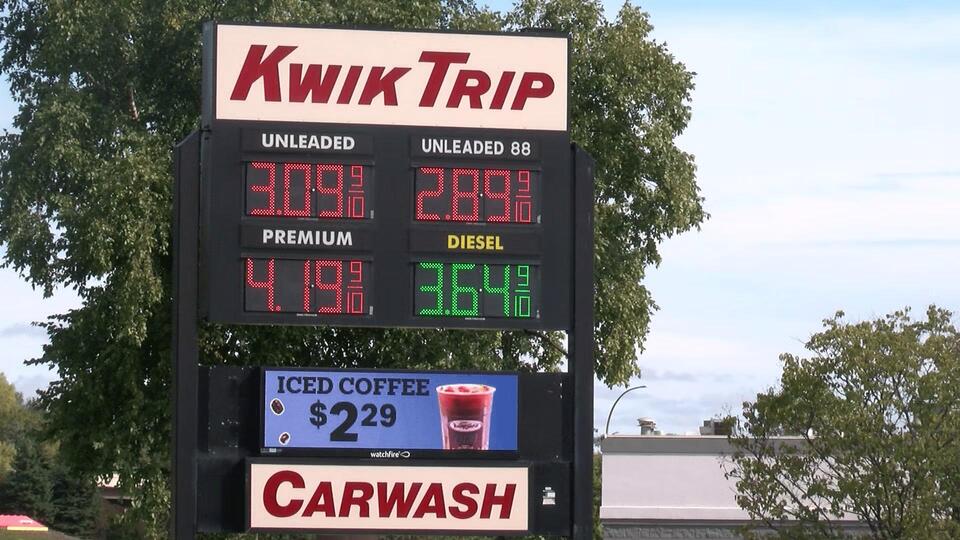 KWIK TRIP
UNLEADED
3.09 9/10
UNLEADED 88
2.89 9/10
PREMIUM
4.19 9/10
DIESEL
3.64 9/10
ICED COFFEE
$2 29
watchfire
CARWASH